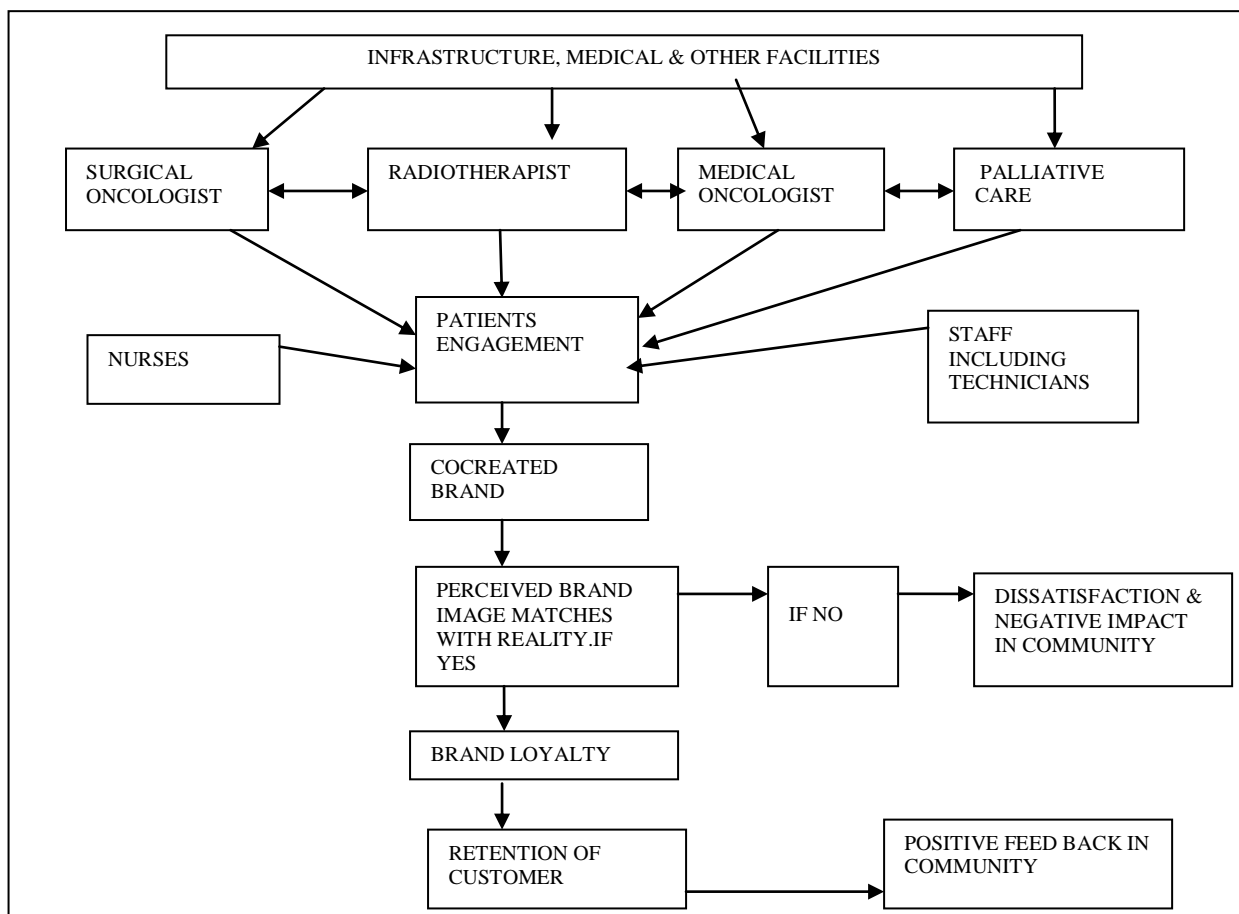 INFRASTRUCTURE, MEDICAL & OTHER FACILITIES
SURGICAL
ONCOLOGIST
RADIOTHERAPIST
MEDICAL
ONCOLOGIST
PALLIATIVE
CARE
PATIENTS
ENGAGEMENT
NURSES
STAFF
INCLUDING
TECHNICIANS
COCREATED
BRAND
PERCEIVED BRAND
IMAGE MATCHES
WITH REALITY.IF
YES
IF NO
DISSATISFACTION &
NEGATIVE IMPACT
IN COMMUNITY
BRAND LOYALTY
RETENTION OF
CUSTOMER
POSITIVE FEED BACK IN
COMMUNITY